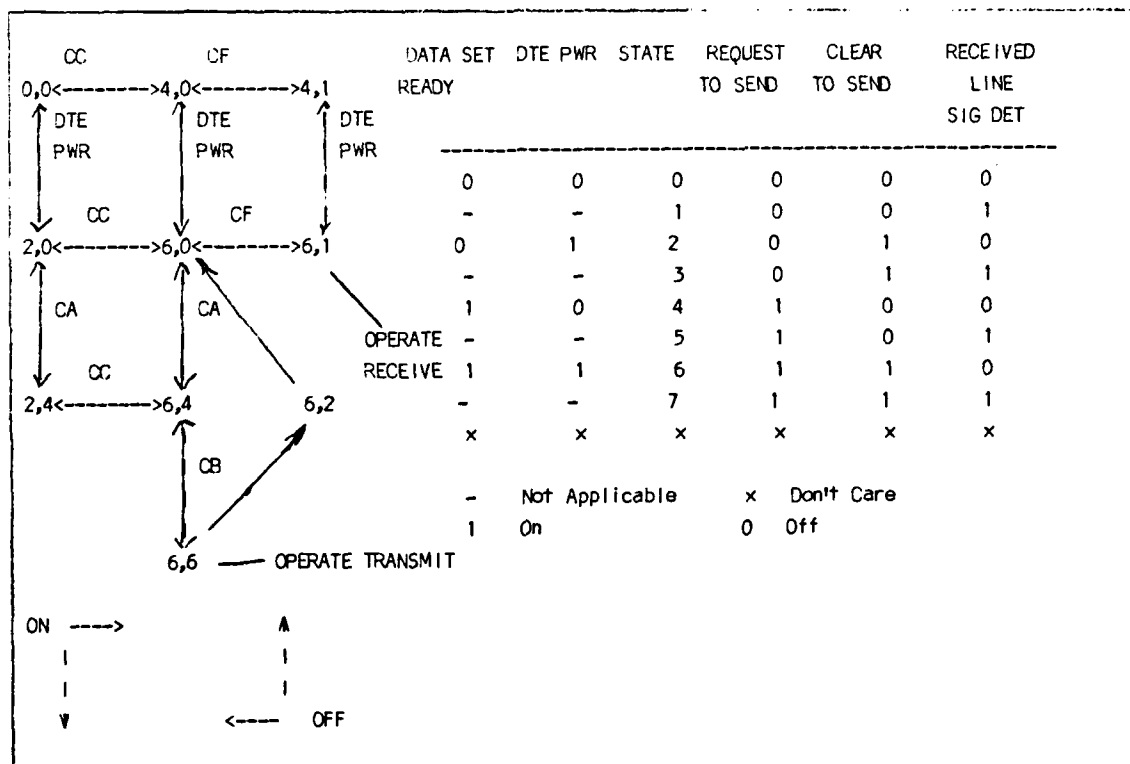 CC CF DATA SET DTE PWR STATE REQUEST CLEAR RECEIVED
0,0<------->4,0<------->4,1 READY TO SEND TO SEND LINE
DTE DTE DTE SIG DET
PWR PWR PWR
0 0 0 0 0 0
CC CF - - 1 0 0 1
2,0<------->6,0<------->6,1 0 1 2 0 1 0
- - 3 0 1 1
CA CA 1 0 4 1 0 0
OPERATE - - 5 1 0 1
CC RECEIVE 1 1 6 1 1 0
2,4<------->6,4 6,2 - - 7 1 1 1
x x x x x x
CB
- Not Applicable x Don't Care
1 On 0 Off
6,6 OPERATE TRANSMIT
ON ---->
<---- OFF